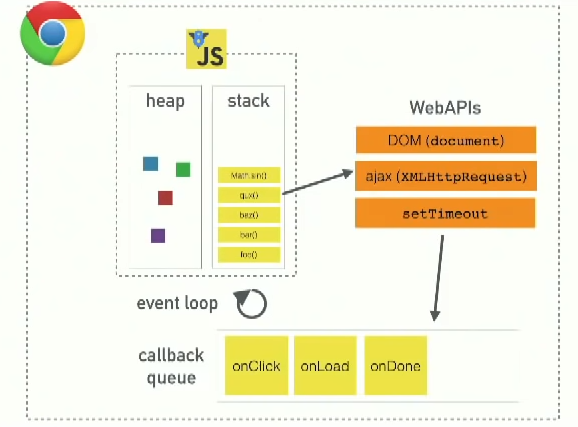 JS
heap
stack
WebAPIs
DOM (document)
ajax (XMLHttpRequest)
setTimeout
Math.sin()
qux()
baz()
bar()
foo()
event loop
callback
queue
onClick
onLoad
onDone